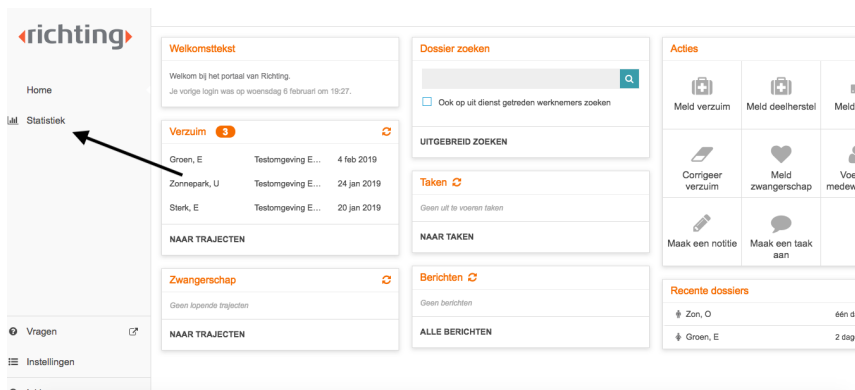 richting
Home
Statistiek
Vragen
Instellingen
Welkomsttekst
Welkom bij het portaal van Richting.
Je vorige login was op woensdag 6 februari om 19:27.
Verzuim 3
Groen, E Testomgeving E... 4 feb 2019
Zonnepark, U Testomgeving E... 24 jan 2019
Sterk, E Testomgeving E... 20 jan 2019
NAAR TRAJECTEN
Zwangerschap
Geen lopende trajecten
NAAR TRAJECTEN
Dossier zoeken
Ook op uit dienst getreden werknemers zoeken
UITGEBREID ZOEKEN
Taken
Geen uit te voeren taken
NAAR TAKEN
Berichten
Geen berichten
ALLE BERICHTEN
Acties
Meld verzuim Meld deelherstel Meld
Corrigeer Meld Voe
verzuim zwangerschap medew
Maak een notitie Maak een taak
aan
Recente dossiers
Zon, O één d
Groen, E 2 dage